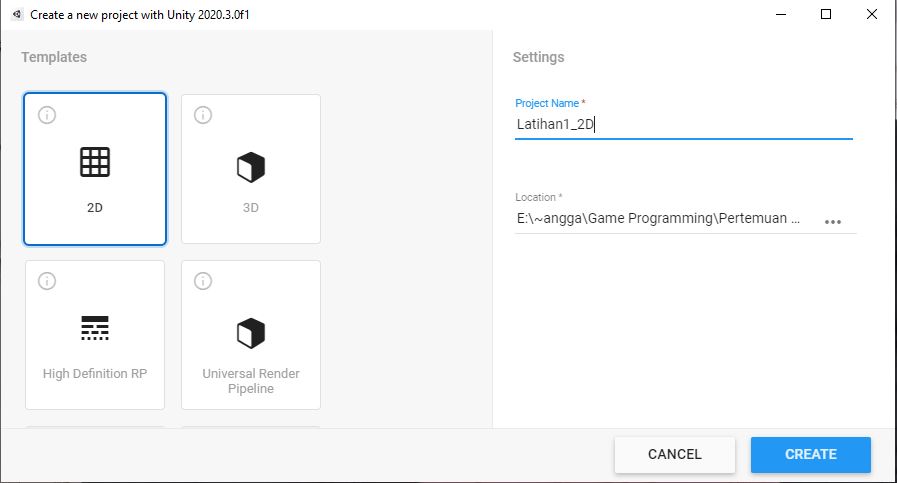 Create a new project with Unity 2020.3.0f1
Templates
2D
3D
High Definition RP
Universal Render
Pipeline
Settings
Project Name *
Latihan1_2D
Location *
E:\~angga\Game Programming\Pertemuan ...
CANCEL
CREATE